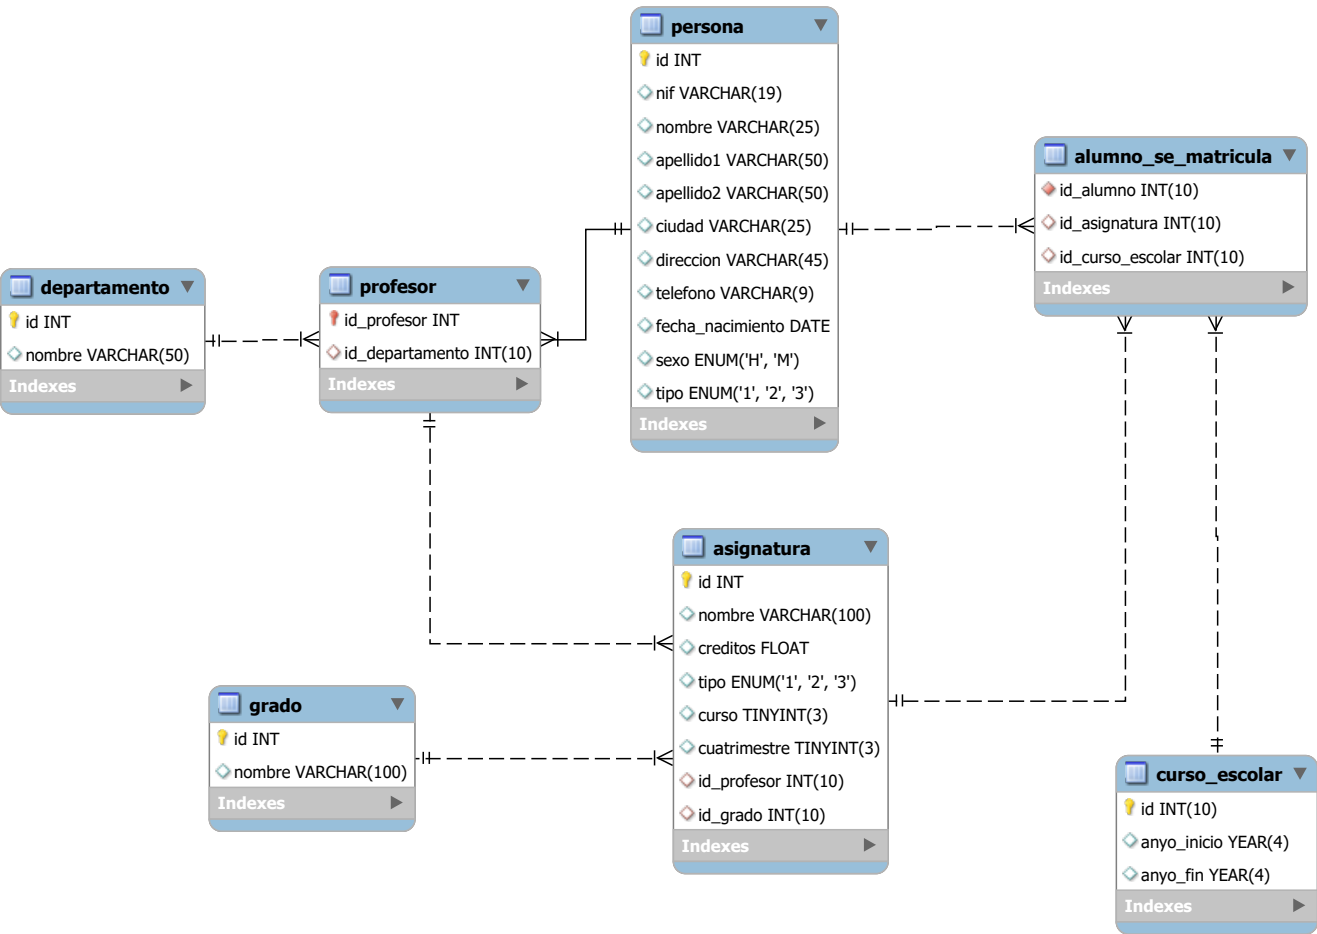 persona
id INT
nif VARCHAR(19)
nombre VARCHAR(25)
apellido1 VARCHAR(50)
apellido2 VARCHAR(50)
ciudad VARCHAR(25)
direccion VARCHAR(45)
telefono VARCHAR(9)
fecha_nacimiento DATE
sexo ENUM('H', 'M')
tipo ENUM('1', '2', '3')
Indexes
alumno_se_matricula
id_alumno INT(10)
id_asignatura INT(10)
id_curso_escolar INT(10)
Indexes
departamento
id INT
nombre VARCHAR(50)
Indexes
profesor
id_profesor INT
id_departamento INT(10)
Indexes
asignatura
id INT
nombre VARCHAR(100)
creditos FLOAT
tipo ENUM('1', '2', '3')
curso TINYINT(3)
cuatrimestre TINYINT(3)
id_profesor INT(10)
id_grado INT(10)
Indexes
grado
id INT
nombre VARCHAR(100)
Indexes
curso_escolar
id INT(10)
anyo_inicio YEAR(4)
anyo_fin YEAR(4)
Indexes